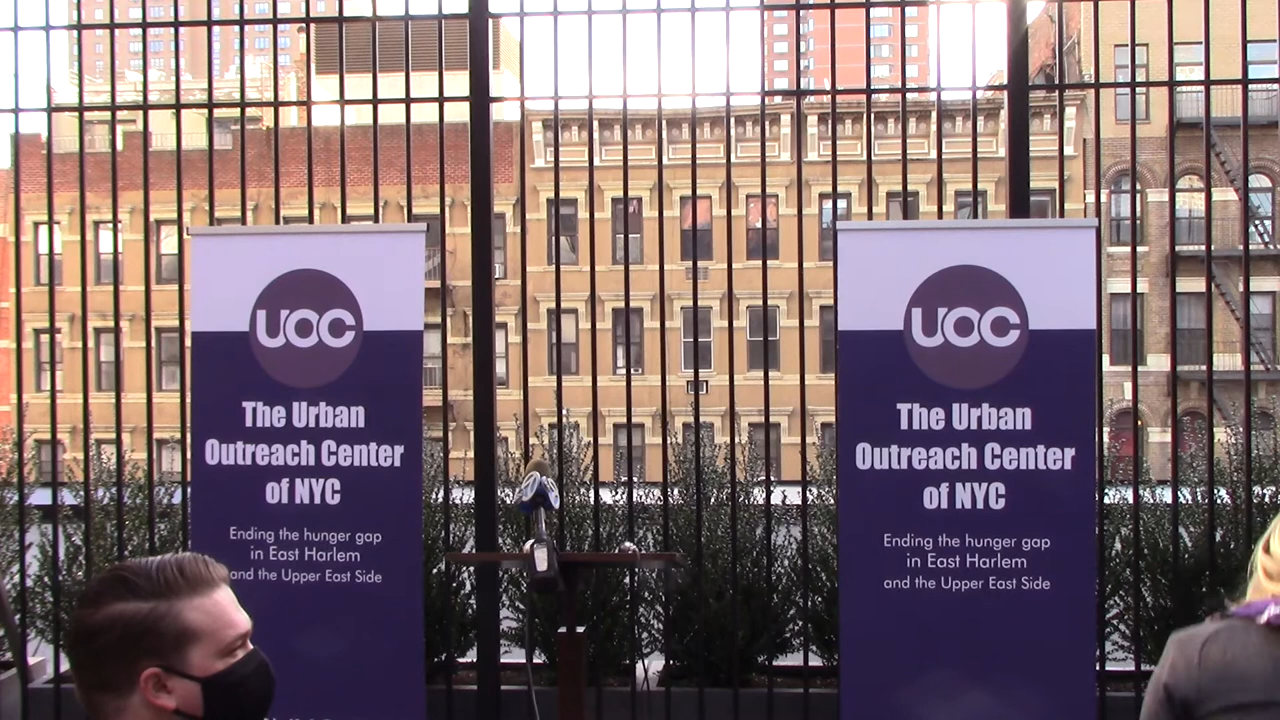 UOC
The Urban
Outreach Center
of NYC
Ending the hunger gap
in East Harlem
and the Upper East Side
UOC
The Urban
Outreach Center
of NYC
Ending the hunger gap
in East Harlem
and the Upper East Side